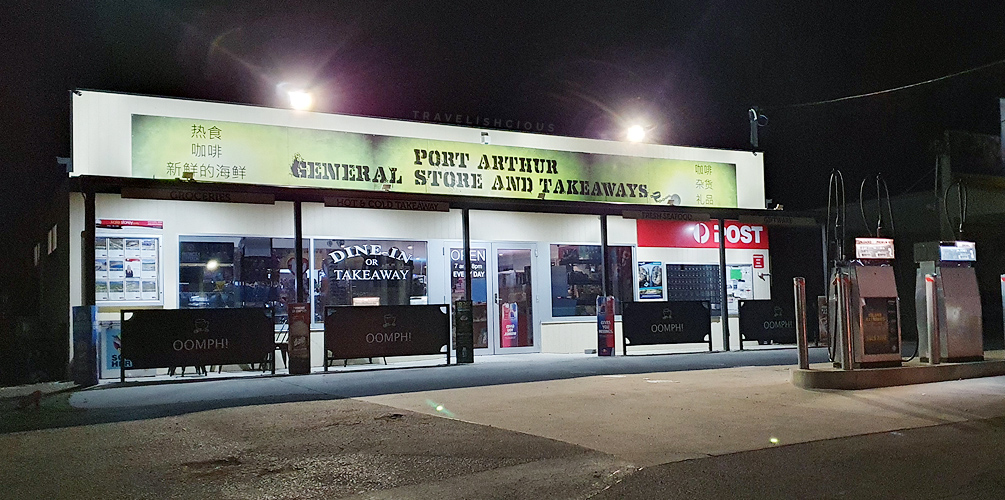 TRAVELISHCIOUS
热食
咖啡
新鲜的海鲜
PORT ARTHUR
GENERAL STORE AND TAKEAWAYS
咖啡
杂货
礼品
GROCERIES
HOT & COLD TAKEAWAY
FRESH SEAFOOD
POST
DINE IN
OR
TAKEAWAY
OPEN
EVERY DAY
OOMPH!
OOMPH!
OOMPH!
OOMPH!